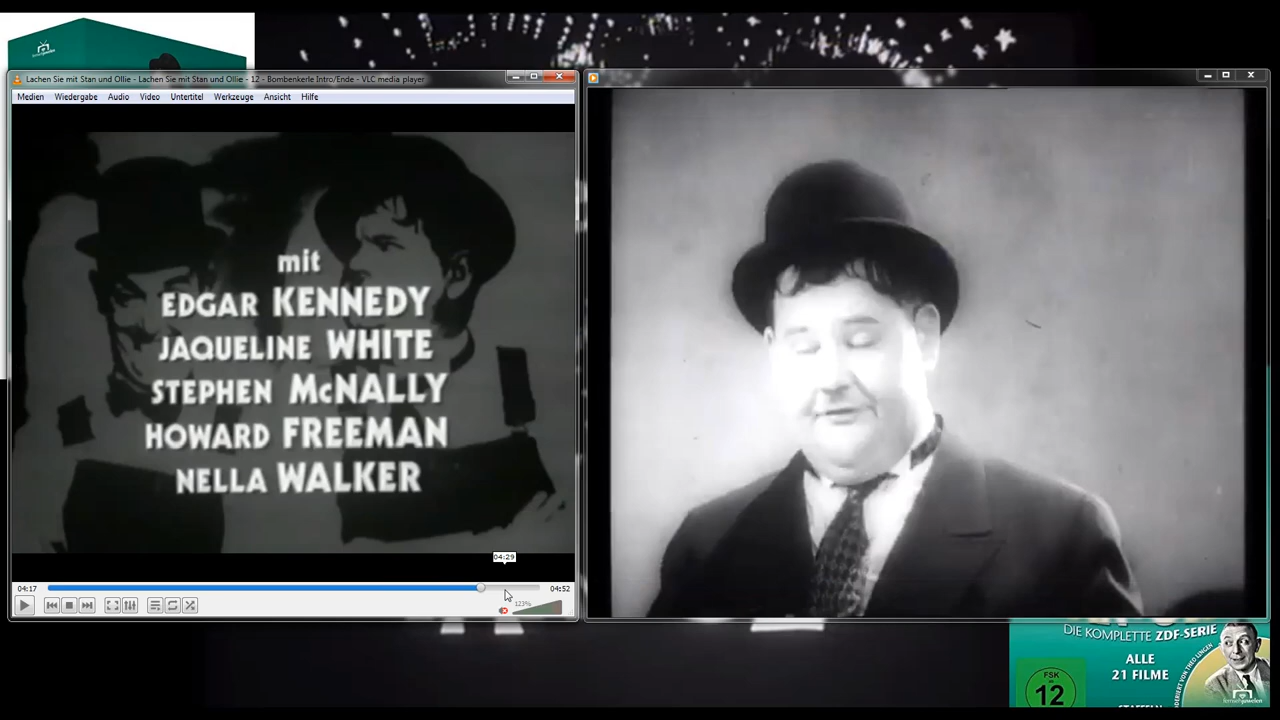 Lachen Sie mit Stan und Ollie - Lachen Sie mit Stan und Ollie - 12 - Bombenkerle Intro/Ende - VLC media player
Medien Wiedergabe Audio Video Untertitel Werkzeuge Ansicht Hilfe
mit
EDGAR KENNEDY
JAQUELINE WHITE
STEPHEN McNALLY
HOWARD FREEMAN
NELLA WALKER
04:29
04:17
04:52
123%
DIE KOMPLETTE ZDF-SERIE
ALLE
21 FILME
FSK
12
fernsehjuwelen